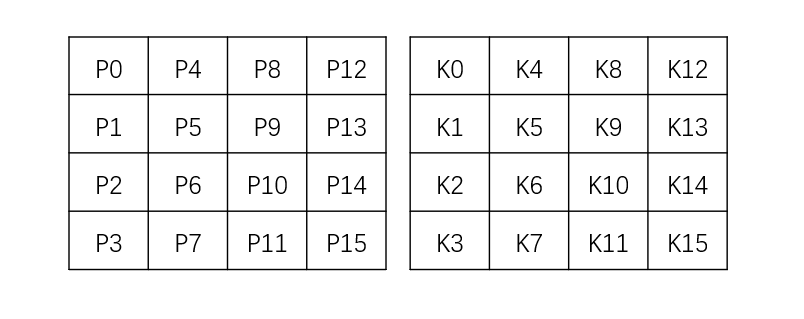 P0 P4 P8 P12 K0 K4 K8 K12
P1 P5 P9 P13 K1 K5 K9 K13
P2 P6 P10 P14 K2 K6 K10 K14
P3 P7 P11 P15 K3 K7 K11 K15